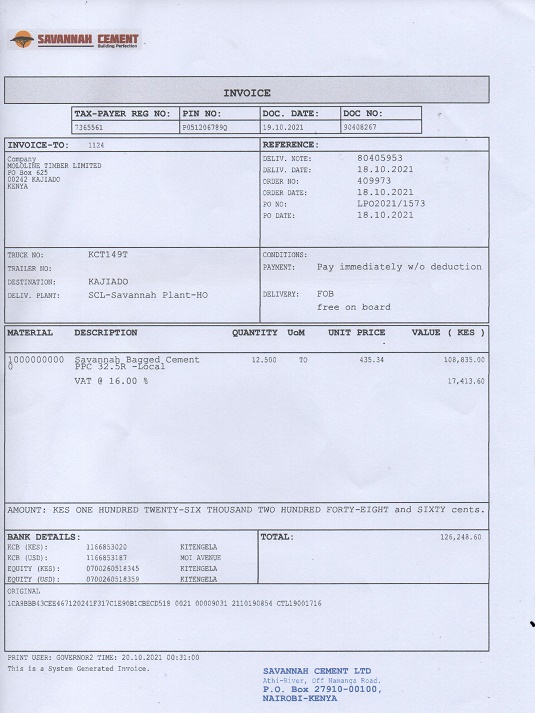 SAVANNAH CEMENT
Building Perfection
INVOICE
TAX-PAYER REG NO: PIN NO: DOC. DATE: DOC NO:
7365561 P051206789Q 19.10.2021 90408267
INVOICE-TO: 1124
Company
MOLOLINE TIMBER LIMITED
PO Box 625
00242 KAJIADO
KENYA
REFERENCE:
DELIV. NOTE: 80405953
DELIV. DATE: 18.10.2021
ORDER NO: 409973
ORDER DATE: 18.10.2021
PO NO: LPO2021/1573
PO DATE: 18.10.2021
TRUCK NO: KCT149T
TRAILER NO:
DESTINATION: KAJIADO
DELIV. PLANT: SCL-Savannah Plant-HO
CONDITIONS:
PAYMENT: Pay immediately w/o deduction
DELIVERY: FOB
free on board
MATERIAL DESCRIPTION QUANTITY UoM UNIT PRICE VALUE ( KES )
1000000000 Savannah Bagged Cement 12.500 TO 435.34 108,835.00
0 PPC 32.5R -Local
VAT @ 16.00 % 17,413.60
AMOUNT: KES ONE HUNDRED TWENTY-SIX THOUSAND TWO HUNDRED FORTY-EIGHT and SIXTY cents.
BANK DETAILS:
KCB (KES): 1166853020 KITENGELA
KCB (USD): 1166853187 MOI AVENUE
EQUITY (KES): 0700260518345 KITENGELA
EQUITY (USD): 0700260518359 KITENGELA
TOTAL: 126,248.60
ORIGINAL
1CA9BBB43CEE467120241F317C1E90B1CBECD518 0021 00009031 2110190854 CTL19001716
PRINT USER: GOVERNOR2 TIME: 20.10.2021 00:31:00
This is a System Generated Invoice.
SAVANNAH CEMENT LTD
Athi-River, Off Namanga Road.
P.O. Box 27910-00100,
NAIROBI-KENYA